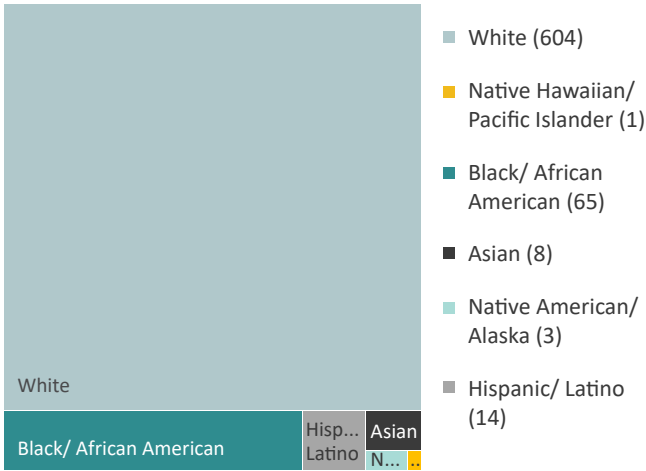 White
Black/ African American
Hisp...
Latino
Asian
N...
..
White (604)
Native Hawaiian/
Pacific Islander (1)
Black/ African
American (65)
Asian (8)
Native American/
Alaska (3)
Hispanic/ Latino
(14)